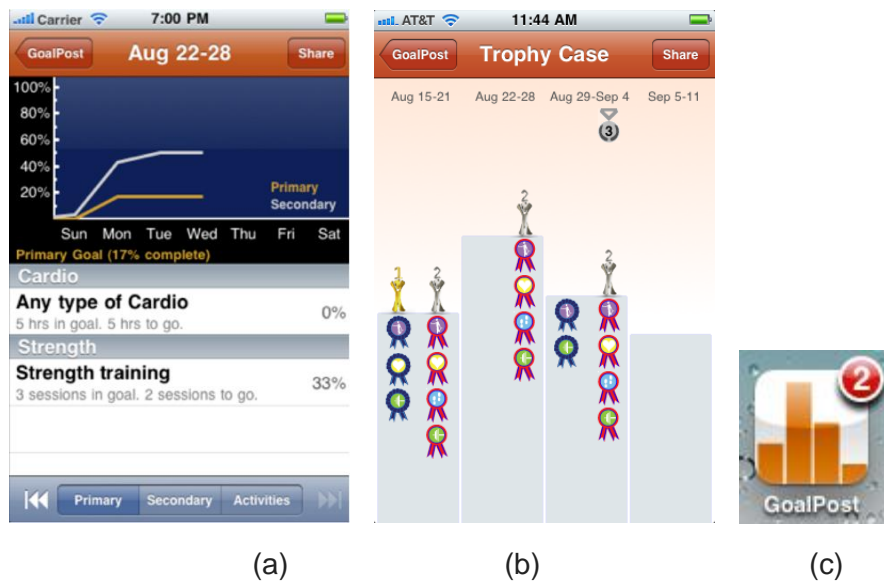 Carrier 7:00 PM
GoalPost Aug 22-28 Share
100%
80%
60%
40%
20%
Primary
Secondary
Sun Mon Tue Wed Thu Fri Sat
Primary Goal (17% complete)
Cardio
Any type of Cardio 0%
5 hrs in goal. 5 hrs to go.
Strength
Strength training 33%
3 sessions in goal. 2 sessions to go.
Primary Secondary Activities
AT&T 11:44 AM
GoalPost Trophy Case Share
Aug 15-21 Aug 22-28 Aug 29-Sep 4 Sep 5-11
3
2
2
1 2
2
GoalPost
(a) (b) (c)